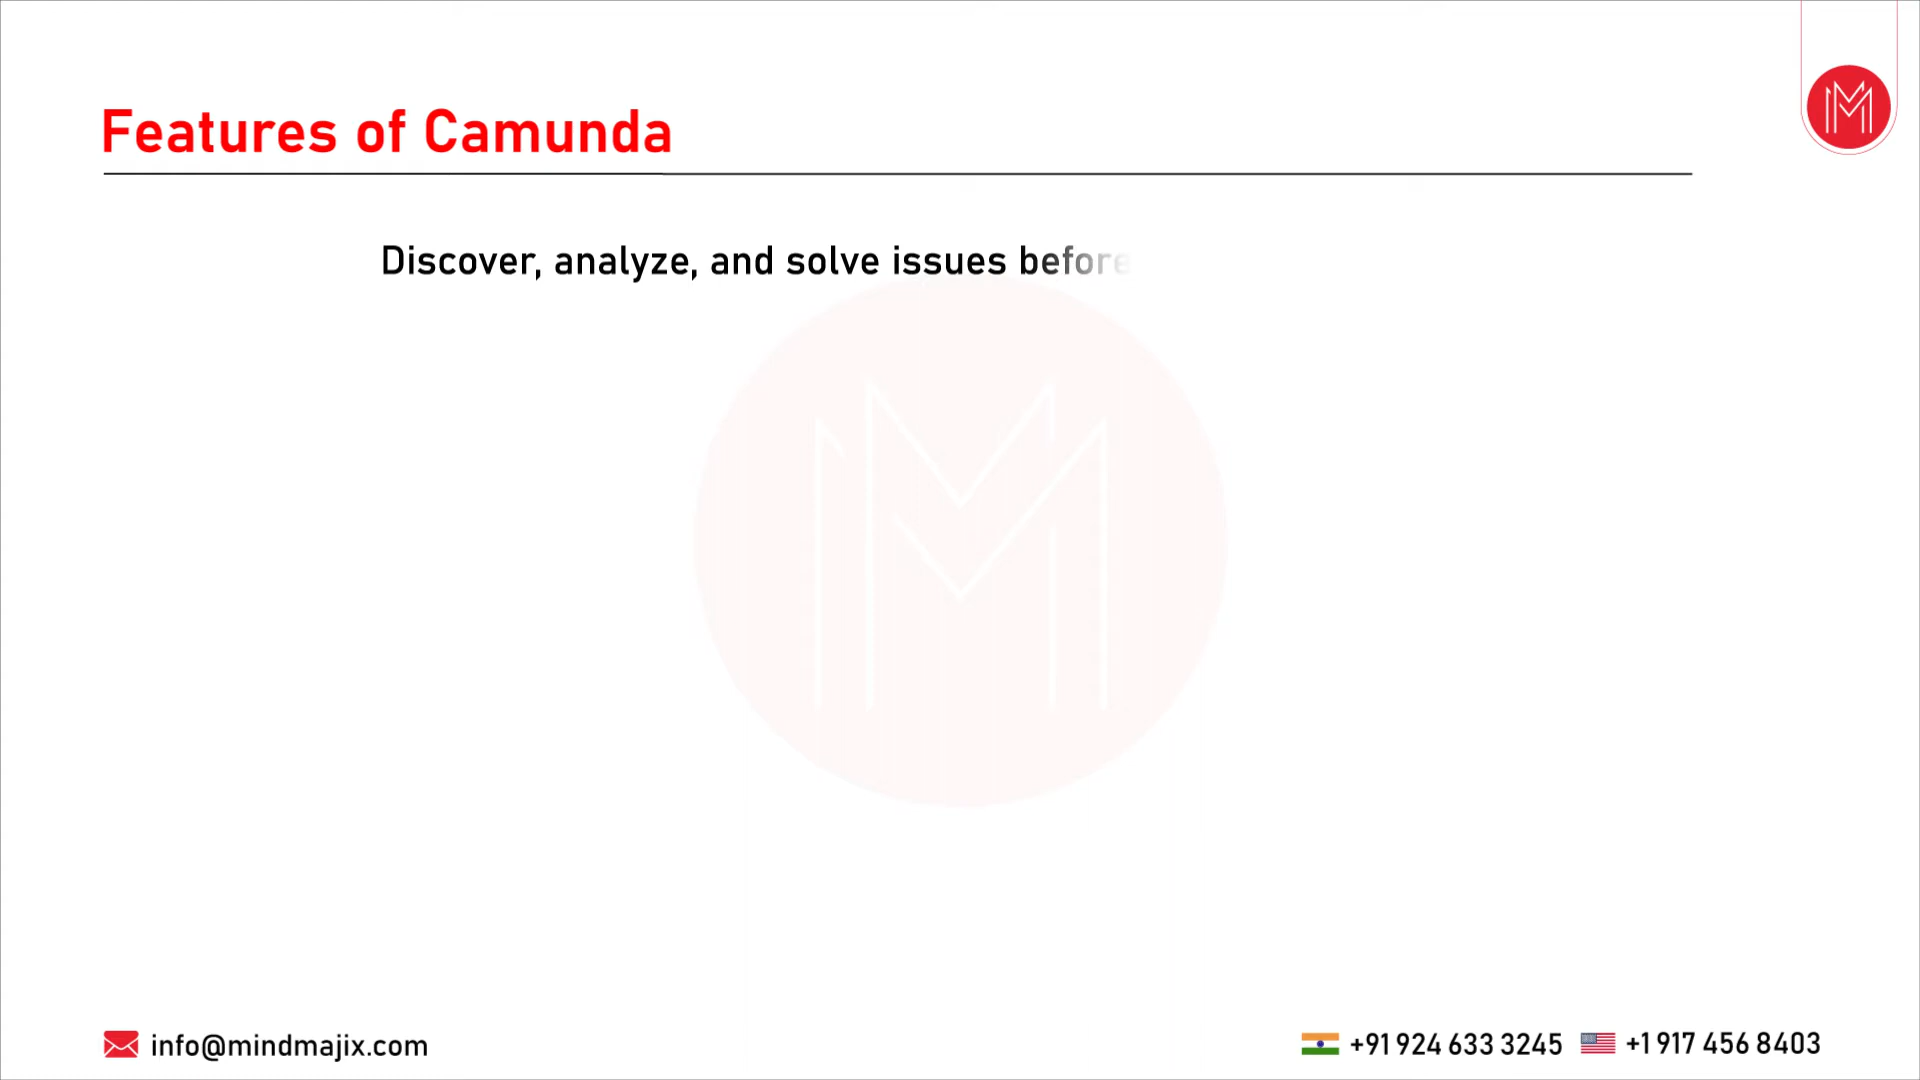 Features of Camunda
Discover, analyze, and solve issues before
info@mindmajix.com
+91 924 633 3245
+1 917 456 8403